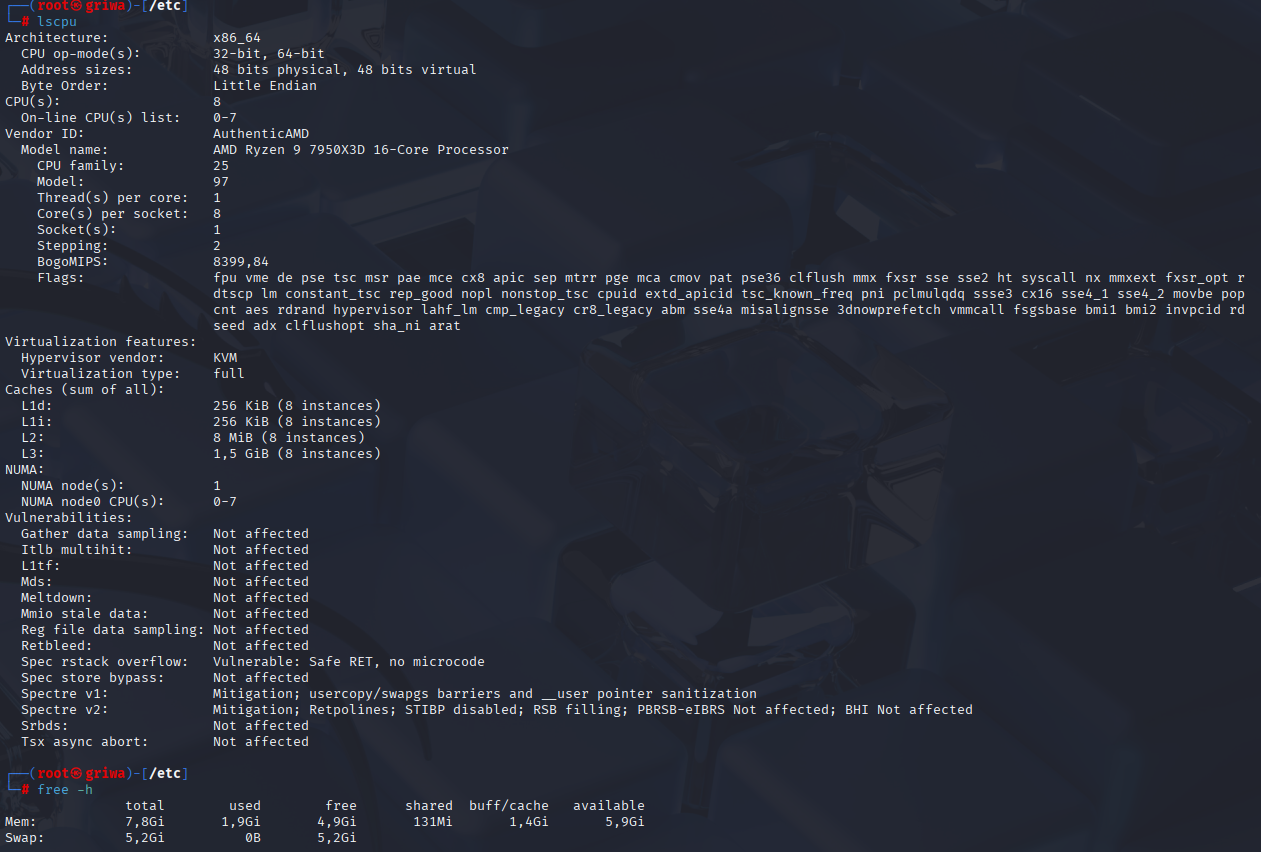 ┌──(root㉿griwa)-[/etc]
└─# lscpu
Architecture:             x86_64
  CPU op-mode(s):         32-bit, 64-bit
  Address sizes:          48 bits physical, 48 bits virtual
  Byte Order:             Little Endian
CPU(s):                   8
  On-line CPU(s) list:    0-7
Vendor ID:                AuthenticAMD
  Model name:             AMD Ryzen 9 7950X3D 16-Core Processor
    CPU family:           25
    Model:                97
    Thread(s) per core:   1
    Core(s) per socket:   8
    Socket(s):            1
    Stepping:             2
    BogoMIPS:             8399,84
    Flags:                fpu vme de pse tsc msr pae mce cx8 apic sep mtrr pge mca cmov pat pse36 clflush mmx fxsr sse sse2 ht syscall nx mmxext fxsr_opt r
                          dtscp lm constant_tsc rep_good nopl nonstop_tsc cpuid extd_apicid tsc_known_freq pni pclmulqdq ssse3 cx16 sse4_1 sse4_2 movbe pop
                          cnt aes rdrand hypervisor lahf_lm cmp_legacy cr8_legacy abm sse4a misalignsse 3dnowprefetch vmmcall fsgsbase bmi1 bmi2 invpcid rd
                          seed adx clflushopt sha_ni arat
Virtualization features:
  Hypervisor vendor:      KVM
  Virtualization type:    full
Caches (sum of all):
  L1d:                    256 KiB (8 instances)
  L1i:                    256 KiB (8 instances)
  L2:                     8 MiB (8 instances)
  L3:                     1,5 GiB (8 instances)
NUMA:
  NUMA node(s):           1
  NUMA node0 CPU(s):      0-7
Vulnerabilities:
  Gather data sampling:   Not affected
  Itlb multihit:          Not affected
  L1tf:                   Not affected
  Mds:                    Not affected
  Meltdown:               Not affected
  Mmio stale data:        Not affected
  Reg file data sampling: Not affected
  Retbleed:               Not affected
  Spec rstack overflow:   Vulnerable: Safe RET, no microcode
  Spec store bypass:      Not affected
  Spectre v1:             Mitigation; usercopy/swapgs barriers and __user pointer sanitization
  Spectre v2:             Mitigation; Retpolines; STIBP disabled; RSB filling; PBRSB-eIBRS Not affected; BHI Not affected
  Srbds:                  Not affected
  Tsx async abort:        Not affected
┌──(root㉿griwa)-[/etc]
└─# free -h
               total        used        free      shared  buff/cache   available
Mem:           7,8Gi       1,9Gi       4,9Gi       131Mi       1,4Gi       5,9Gi
Swap:          5,2Gi          0B       5,2Gi